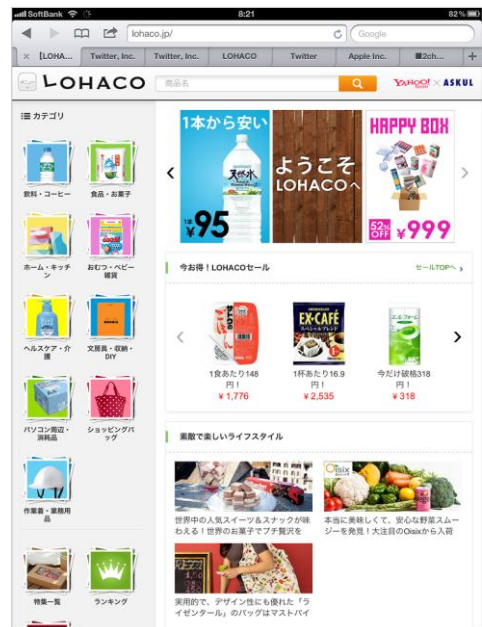 SoftBank
8:21
82%
lohaco.jp/
Google
【LOHA...
Twitter, Inc.
Twitter, Inc.
LOHACO
Twitter
Apple Inc.
■2ch...
LOHACO
商品名
YAHOO! × ASKUL
カテゴリ
飲料・コーヒー
食品・お菓子
ホーム・キッチ
ン
おむつ・ベビー
雑貨
ヘルスケア・介
護
文房具・収納・
DIY
パソコン周辺・
消耗品
ショッピングバ
ッグ
作業着・業務用
品
特集一覧
ランキング
1本から安い
天然水
1本
¥95
ようこそ
LOHACOへ
HAPPY BOX
52%
OFF
¥999
今お得！LOHACOセール
セールTOPへ
EX-CAFÉ
スペシャルブレンド
1食あたり148
円！
¥ 1,776
1杯あたり16.9
円！
¥ 2,535
今だけ破格318
円！
¥ 318
素敵で楽しいライフスタイル
Oisix
世界中の人気スイーツ＆スナックが味
わえる！世界のお菓子でプチ贅沢を
本当に美味しくて、安心な野菜スムー
ジーを発見！大注目のOisixから入荷
実用的で、デザイン性にも優れた「ラ
イゼンタール」のバッグはマストバイ